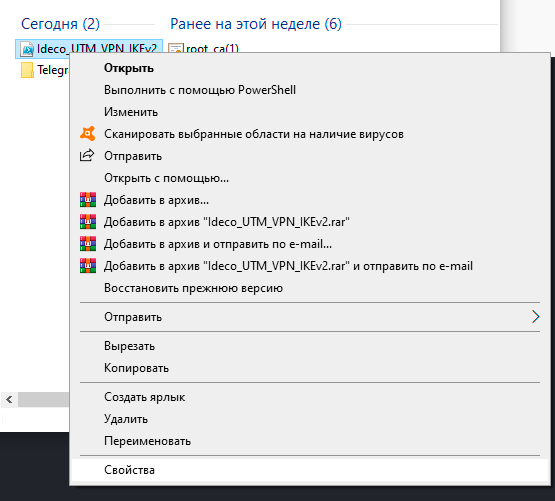 Сегодня (2)
Ранее на этой неделе (6)
Ideco_UTM_VPN_IKEv2
root_ca(1)
Telegra
Открыть
Выполнить с помощью PowerShell
Изменить
Сканировать выбранные области на наличие вирусов
Отправить
Открыть с помощью...
Добавить в архив...
Добавить в архив "Ideco_UTM_VPN_IKEv2.rar"
Добавить в архив и отправить по e-mail...
Добавить в архив "Ideco_UTM_VPN_IKEv2.rar" и отправить по e-mail
Восстановить прежнюю версию
Отправить
Вырезать
Копировать
Создать ярлык
Удалить
Переименовать
Свойства